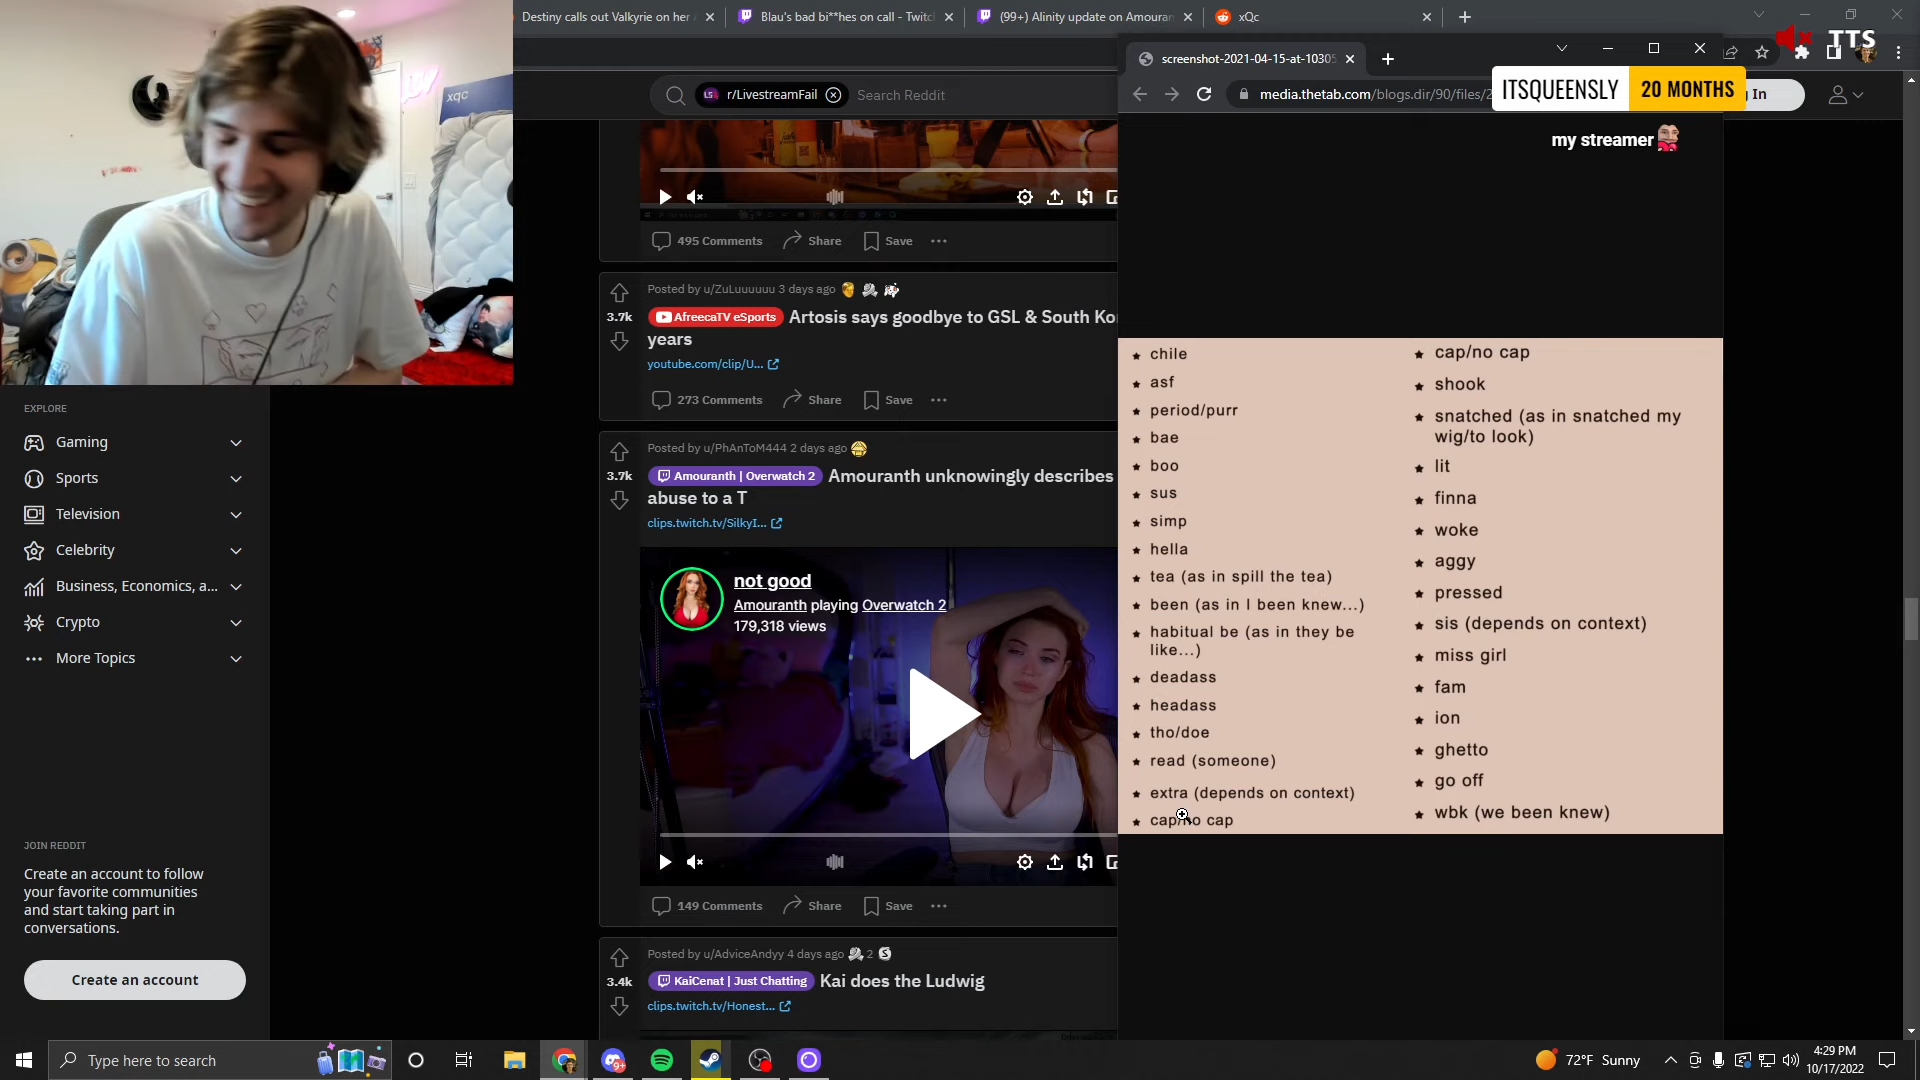 Destiny calls out Valkyrie on her
Blau's bad bi**hes on call - Twitc
(99+) Alinity update on Amouran
xQc
TTS
screenshot-2021-04-15-at-10305
media.thetab.com/blogs.dir/90/files/2
ITSQUEENSLY
20 MONTHS
r/LivestreamFail
Search Reddit
In
my streamer
xqc
495 Comments
Share
Save
Posted by u/ZuLuuuuuu 3 days ago
3.7k
AfreecaTV eSports
Artosis says goodbye to GSL & South Ko
years
youtube.com/clip/U...
273 Comments
Share
Save
Posted by u/PhAnToM444 2 days ago
3.7k
Amouranth | Overwatch 2
Amouranth unknowingly describes
abuse to a T
clips.twitch.tv/SilkyI...
not good
Amouranth playing Overwatch 2
179,318 views
149 Comments
Share
Save
Posted by u/AdviceAndyy 4 days ago
2
3.4k
KaiCenat | Just Chatting
Kai does the Ludwig
clips.twitch.tv/Honest...
EXPLORE
Gaming
Sports
Television
Celebrity
Business, Economics, a...
Crypto
More Topics
JOIN REDDIT
Create an account to follow
your favorite communities
and start taking part in
conversations.
Create an account
chile
asf
period/purr
bae
boo
sus
simp
hella
tea (as in spill the tea)
been (as in I been knew...)
habitual be (as in they be
like...)
deadass
headass
tho/doe
read (someone)
extra (depends on context)
cap/no cap
cap/no cap
shook
snatched (as in snatched my
wig/to look)
lit
finna
woke
aggy
pressed
sis (depends on context)
miss girl
fam
ion
ghetto
go off
wbk (we been knew)
Type here to search
72°F Sunny
4:29 PM
10/17/2022